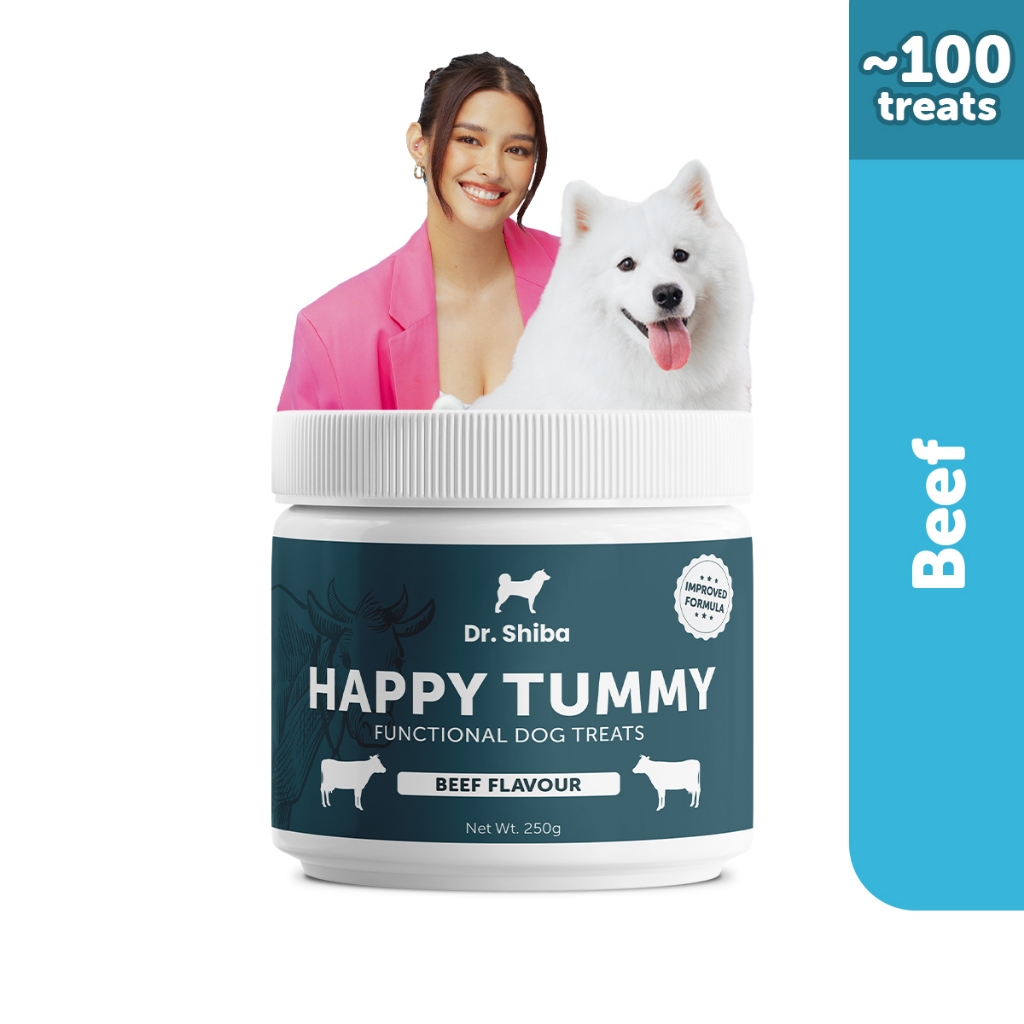 ~100
treats
Beef
Dr. Shiba
IMPROVED
FORMULA
HAPPY TUMMY
FUNCTIONAL DOG TREATS
BEEF FLAVOUR
Net Wt. 250g